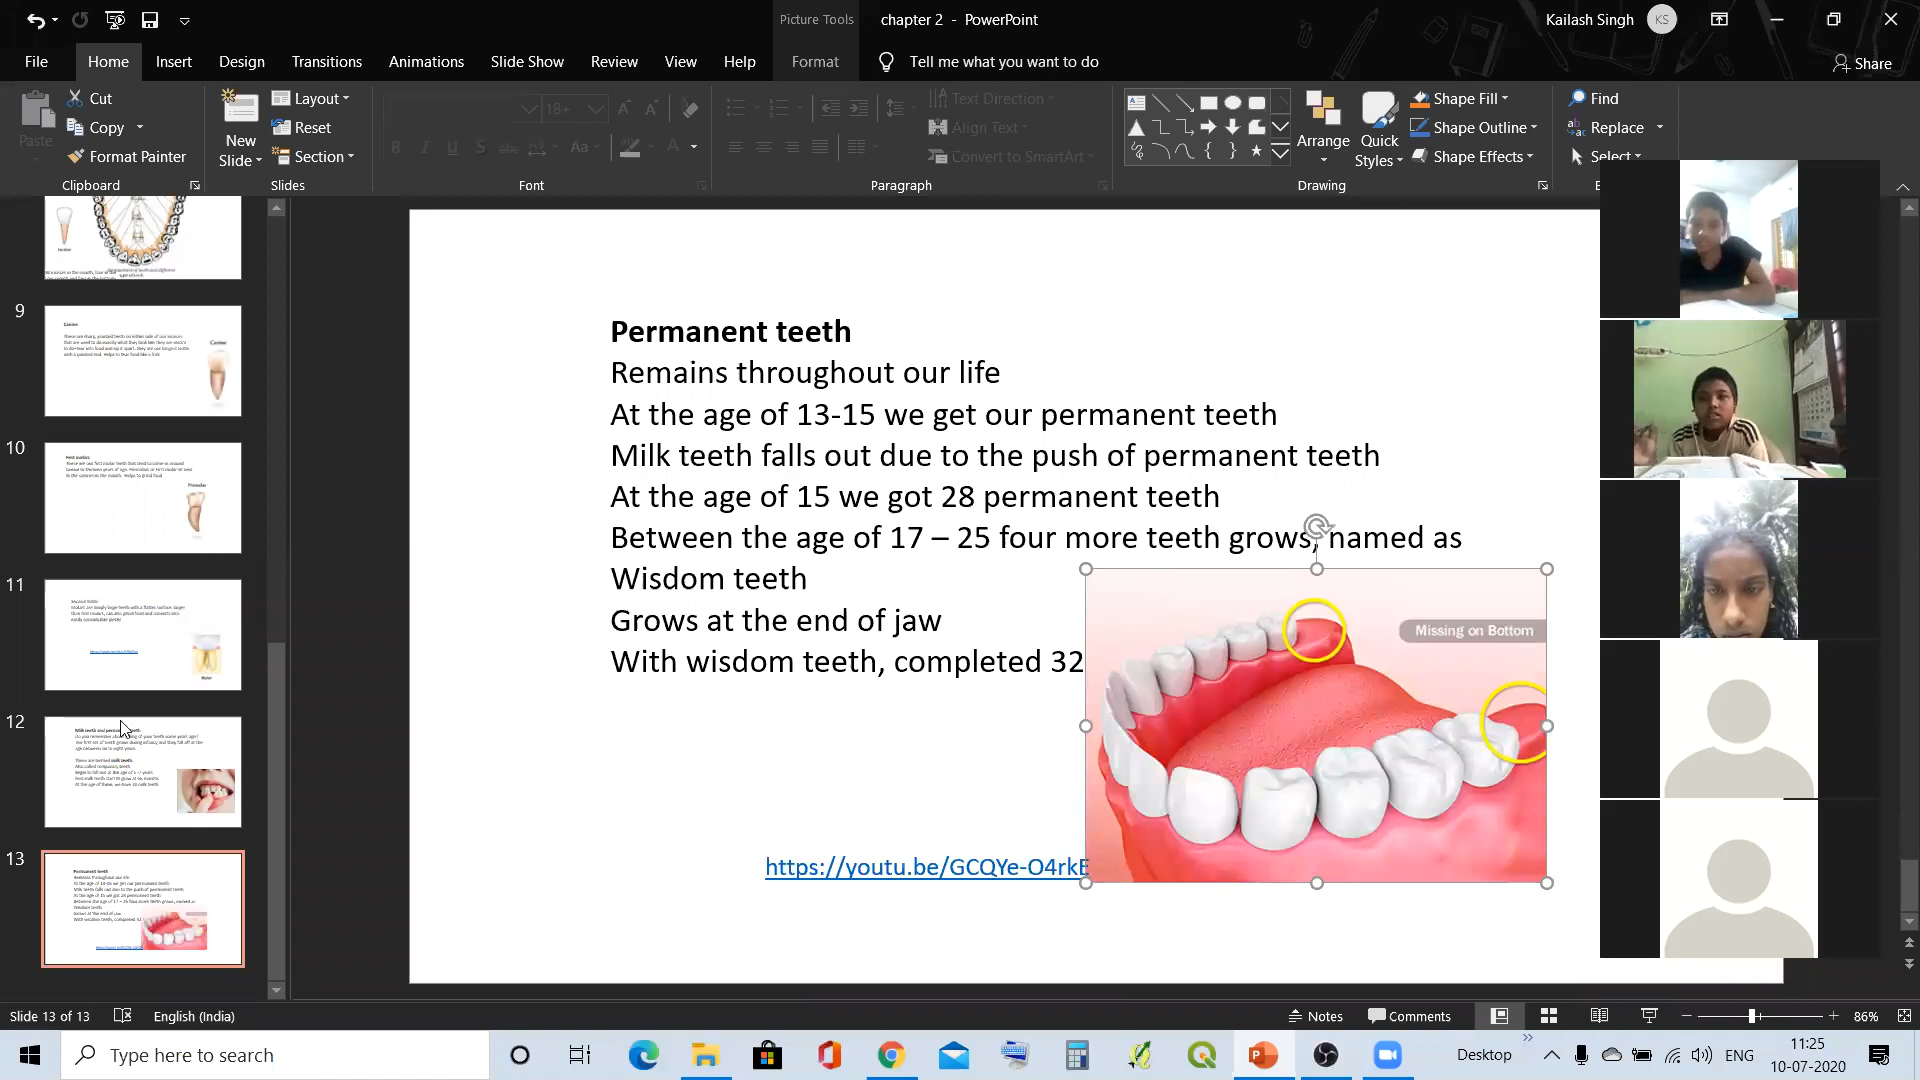 chapter 2 - PowerPoint
Picture Tools
Kailash Singh
KS
File
Home
Insert
Design
Transitions
Animations
Slide Show
Review
View
Help
Format
Tell me what you want to do
Share
Paste
Cut
Copy
Format Painter
Clipboard
New Slide
Layout
Reset
Section
Slides
18+
Font
Text Direction
Align Text
Convert to SmartArt
Paragraph
Arrange
Quick Styles
Shape Fill
Shape Outline
Shape Effects
Drawing
Find
Replace
Select
9
Canine
10
11
12
13
Permanent teeth
Remains throughout our life
At the age of 13-15 we get our permanent teeth
Milk teeth falls out due to the push of permanent teeth
At the age of 15 we got 28 permanent teeth
Between the age of 17 – 25 four more teeth grows, named as
Wisdom teeth
Grows at the end of jaw
With wisdom teeth, completed 32
Missing on Bottom
https://youtu.be/GCQYe-O4rkE
Slide 13 of 13
English (India)
Notes
Comments
86%
Type here to search
Desktop
ENG
11:25
10-07-2020